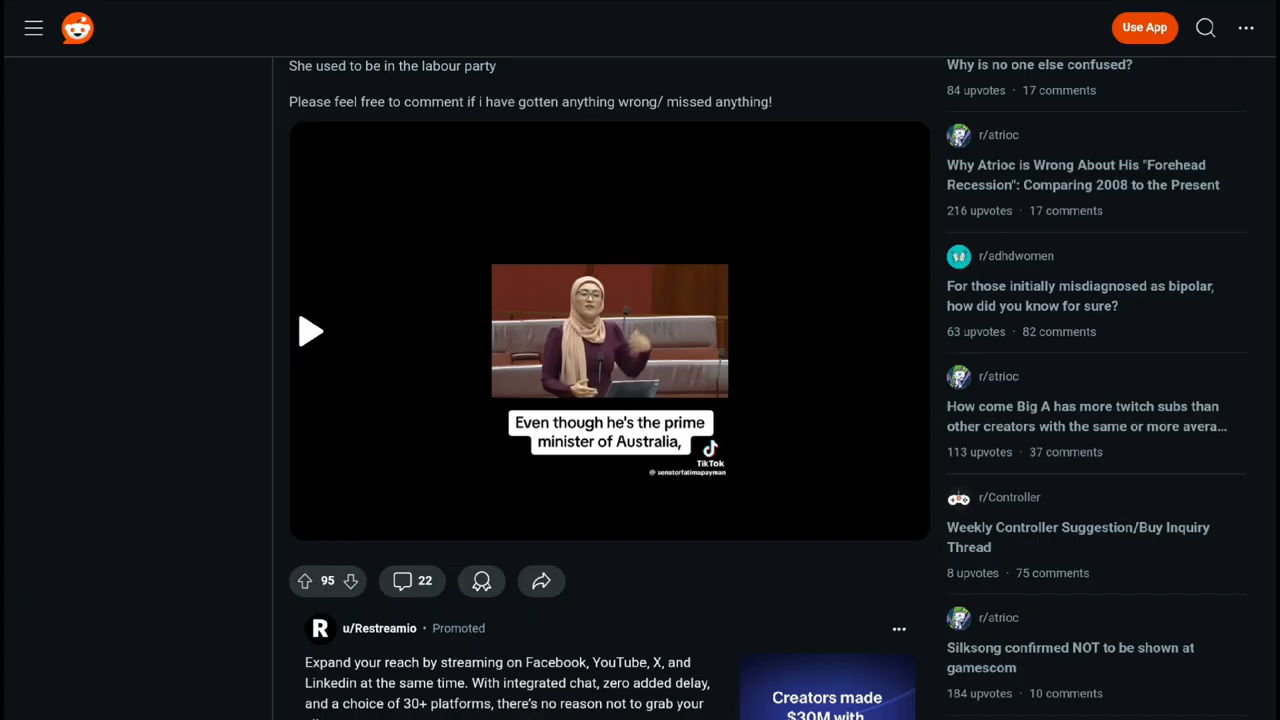 Use App
She used to be in the labour party
Please feel free to comment if i have gotten anything wrong/ missed anything!
Even though he's the prime
minister of Australia,
TikTok
@ senatorfatimapayman
95
22
R
u/Restreamio • Promoted
Expand your reach by streaming on Facebook, YouTube, X, and
Linkedin at the same time. With integrated chat, zero added delay,
and a choice of 30+ platforms, there's no reason not to grab your
Creators made
$30M with
Why is no one else confused?
84 upvotes · 17 comments
r/atrioc
Why Atrioc is Wrong About His "Forehead
Recession": Comparing 2008 to the Present
216 upvotes · 17 comments
r/adhdwomen
For those initially misdiagnosed as bipolar,
how did you know for sure?
63 upvotes · 82 comments
r/atrioc
How come Big A has more twitch subs than
other creators with the same or more avera...
113 upvotes · 37 comments
r/Controller
Weekly Controller Suggestion/Buy Inquiry
Thread
8 upvotes · 75 comments
r/atrioc
Silksong confirmed NOT to be shown at
gamescom
184 upvotes · 10 comments